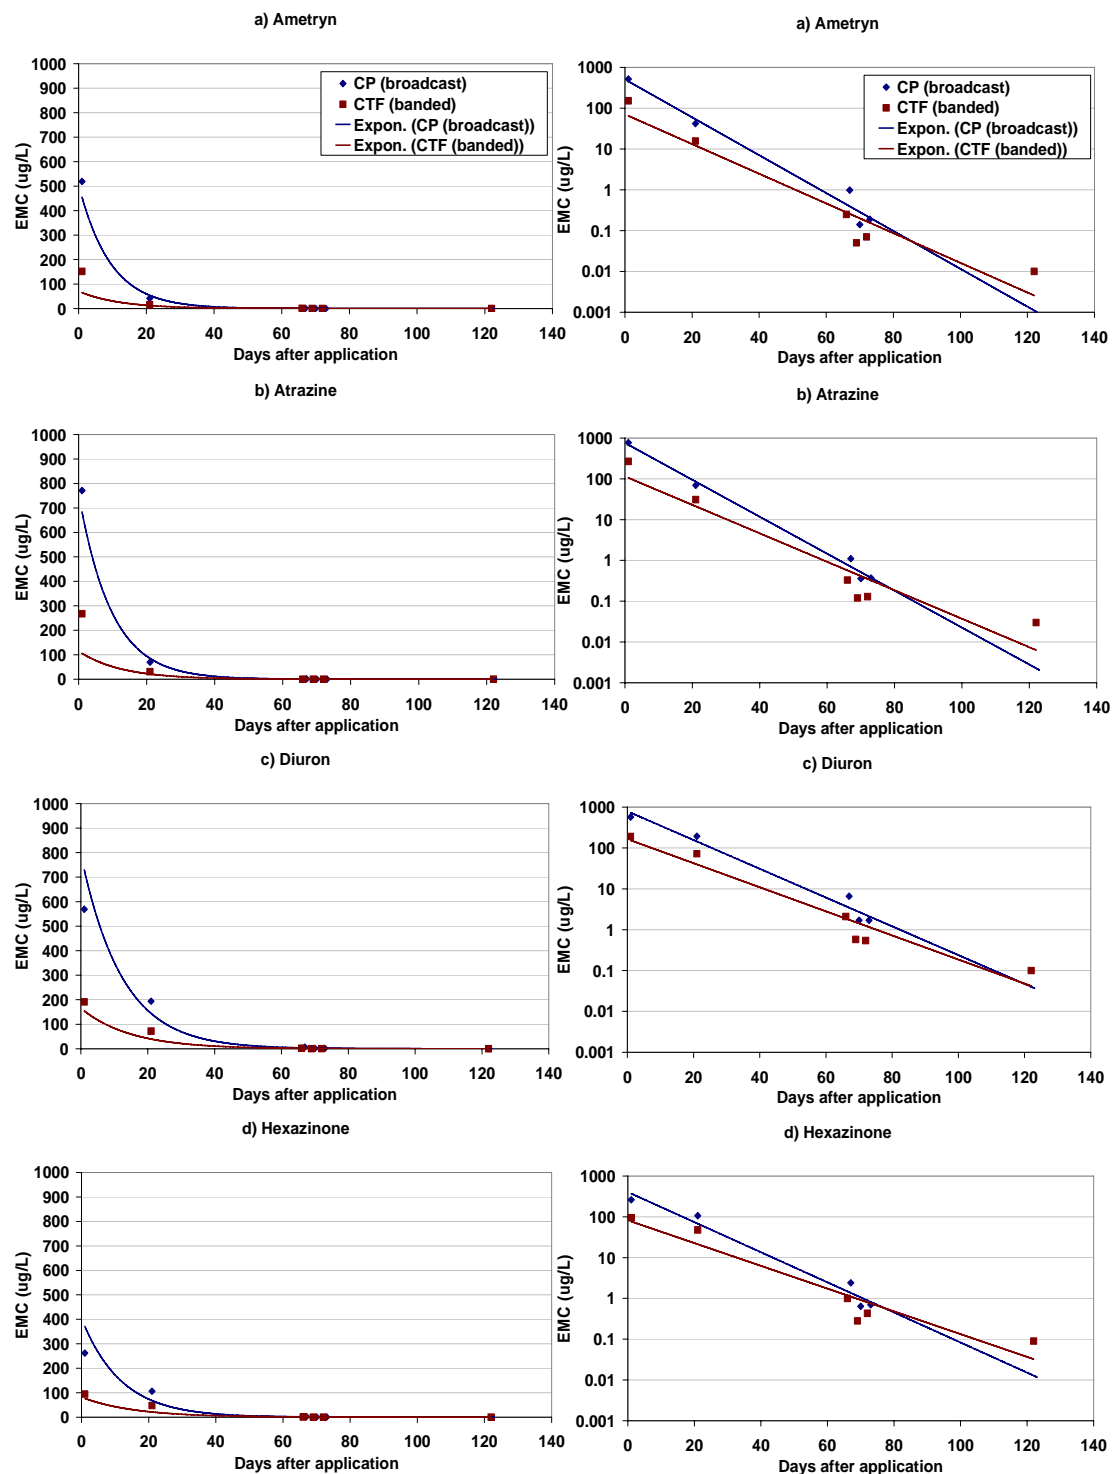 a) Ametryn
1000
900
800
700
600
500
400
300
200
100
0
EMC (ug/L)
CP (broadcast)
CTF (banded)
Expon. (CP (broadcast))
Expon. (CTF (banded))
0 20 40 60 80 100 120 140
Days after application
a) Ametryn
1000
100
10
1
0.1
0.01
0.001
EMC (ug/L)
CP (broadcast)
CTF (banded)
Expon. (CP (broadcast))
Expon. (CTF (banded))
0 20 40 60 80 100 120 140
Days after application
b) Atrazine
1000
900
800
700
600
500
400
300
200
100
0
EMC (ug/L)
0 20 40 60 80 100 120 140
Days after application
b) Atrazine
1000
100
10
1
0.1
0.01
0.001
EMC (ug/L)
0 20 40 60 80 100 120 140
Days after application
c) Diuron
1000
900
800
700
600
500
400
300
200
100
0
EMC (ug/L)
0 20 40 60 80 100 120 140
Days after application
c) Diuron
1000
100
10
1
0.1
0.01
0.001
EMC (ug/L)
0 20 40 60 80 100 120 140
Days after application
d) Hexazinone
1000
900
800
700
600
500
400
300
200
100
0
EMC (ug/L)
0 20 40 60 80 100 120 140
Days after application
d) Hexazinone
1000
100
10
1
0.1
0.01
0.001
EMC (ug/L)
0 20 40 60 80 100 120 140
Days after application